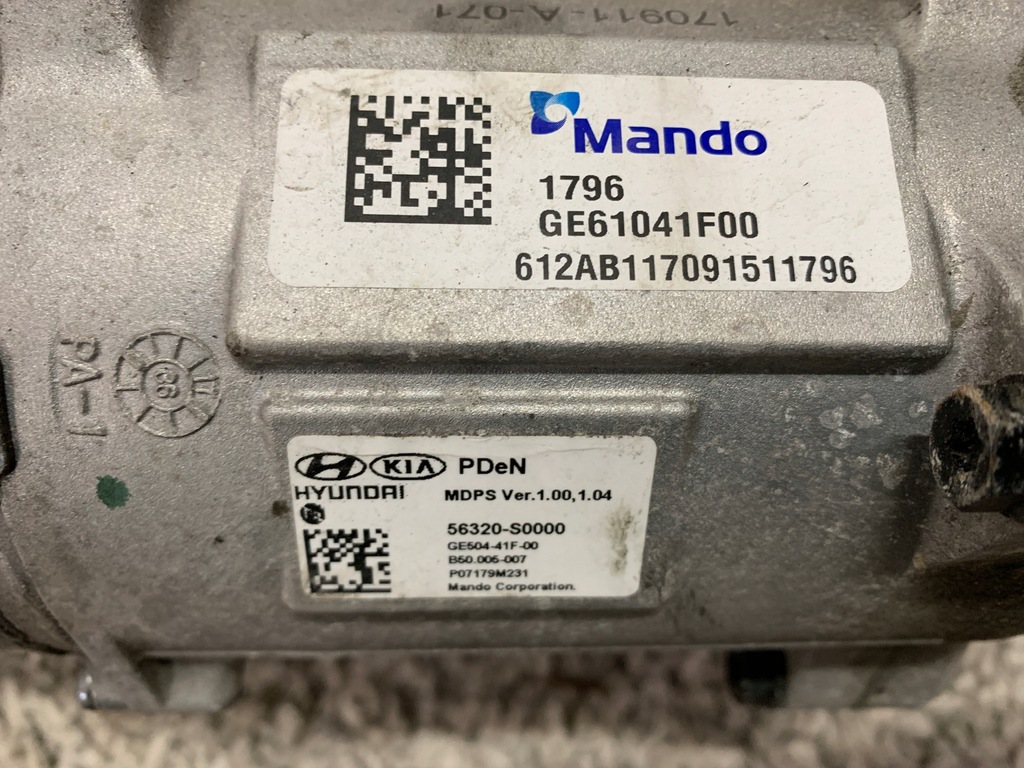 170911-A-071
Mando
1796
GE61041F00
612AB117091511796
PA-1
HYUNDAI KIA PDeN
MDPS Ver.1.00,1.04
56320-S0000
GE504-41F-00
B50.005-007
P07179M231
Mando Corporation.